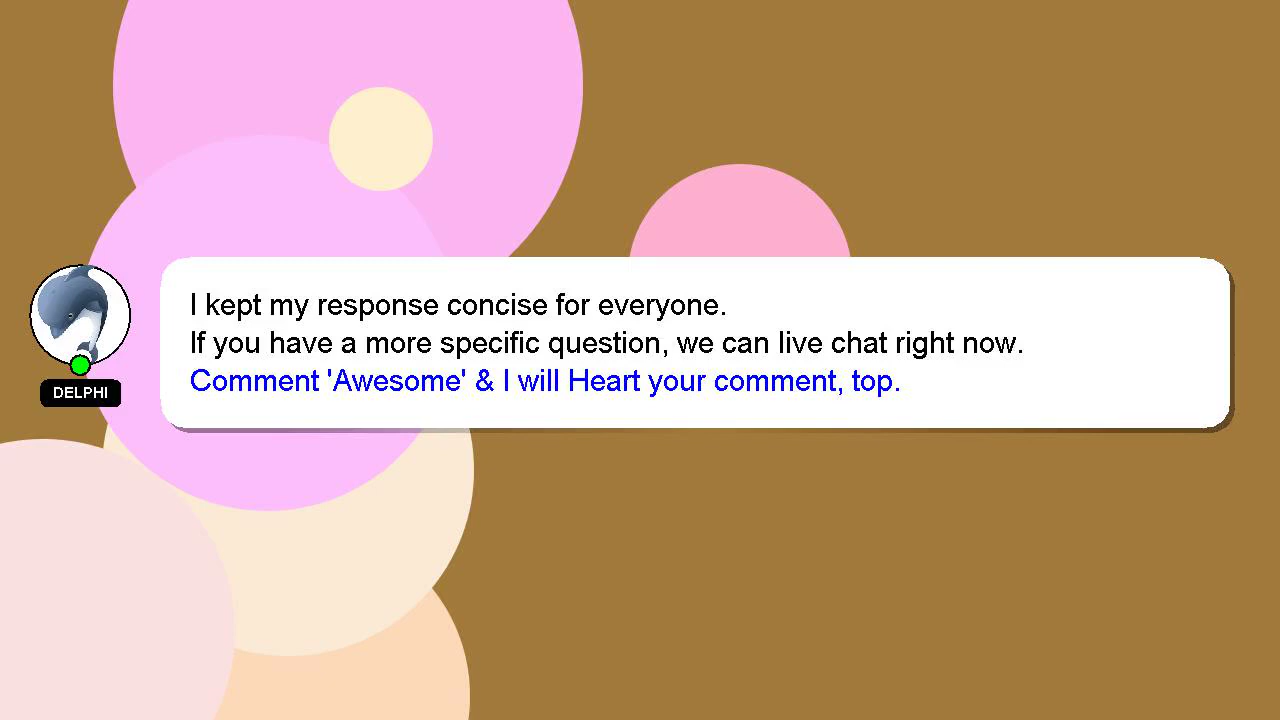 I kept my response concise for everyone.
If you have a more specific question, we can live chat right now.
Comment 'Awesome' & I will Heart your comment, top.
DELPHI